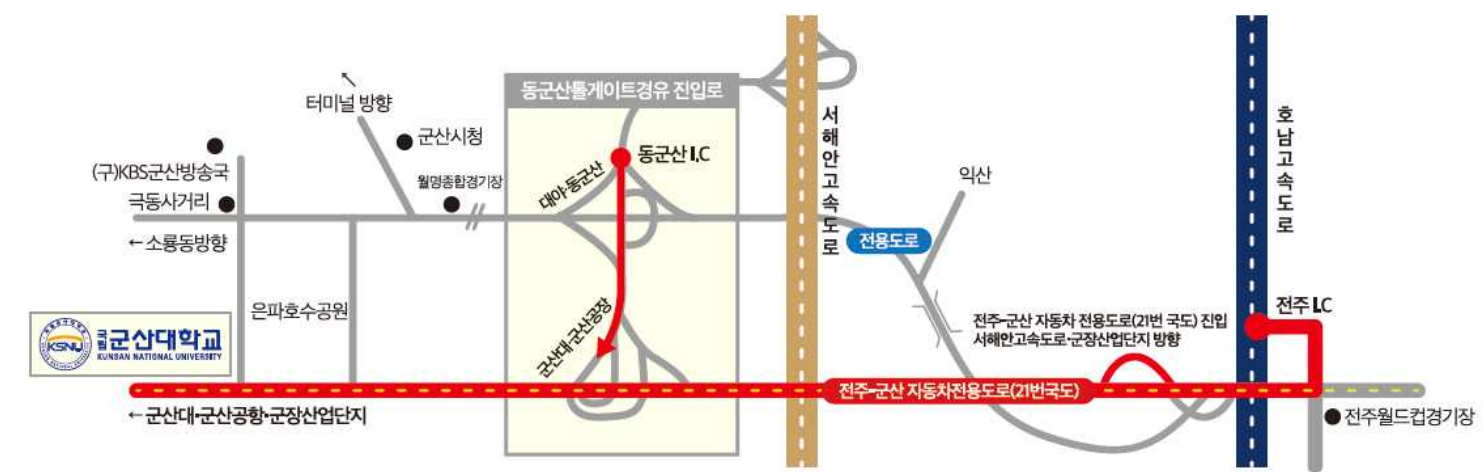 동군산톨게이트경유 진입로
↖
터미널 방향
군산시청
(구)KBS군산방송국
월명종합경기장
극동사거리
←소룡동방향
대야·동군산
동군산 I.C
서해안고속도로
호남고속도로
익산
전용도로
은파호수공원
KSNU
국립군산대학교
KUNSAN NATIONAL UNIVERSITY
군산대·군산공장
전주 I.C
전주-군산 자동차 전용도로(21번 국도) 진입
서해안고속도로·군장산업단지 방향
전주-군산 자동차전용도로(21번국도)
←군산대·군산공항·군장산업단지
전주월드컵경기장